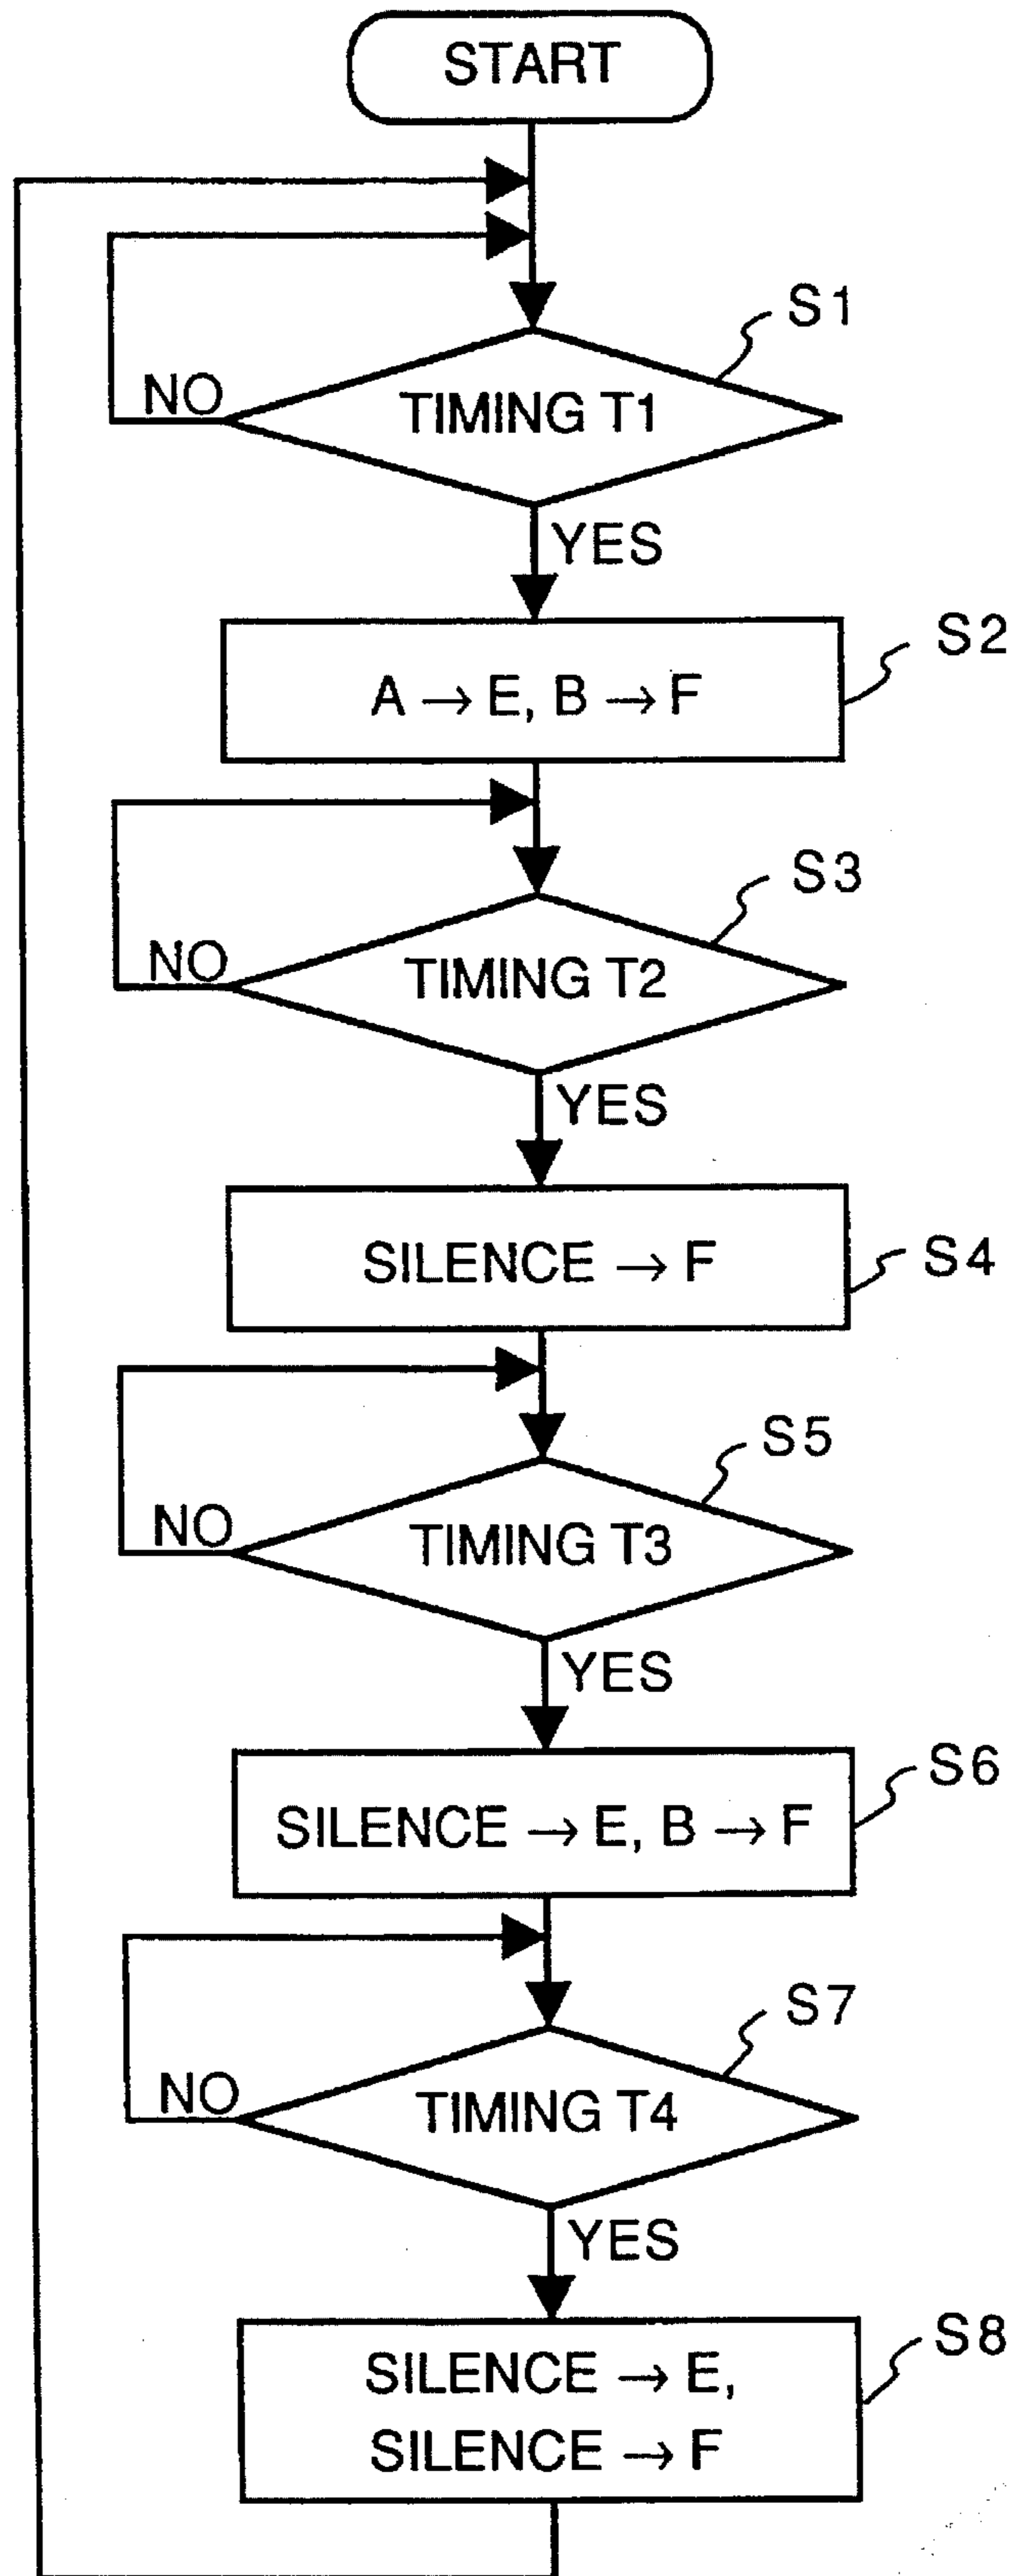 START
S1
NO
TIMING T1
YES
S2
A → E, B → F
S3
NO
TIMING T2
YES
S4
SILENCE → F
S5
NO
TIMING T3
YES
S6
SILENCE → E, B → F
S7
NO
TIMING T4
YES
S8
SILENCE → E,
SILENCE → F